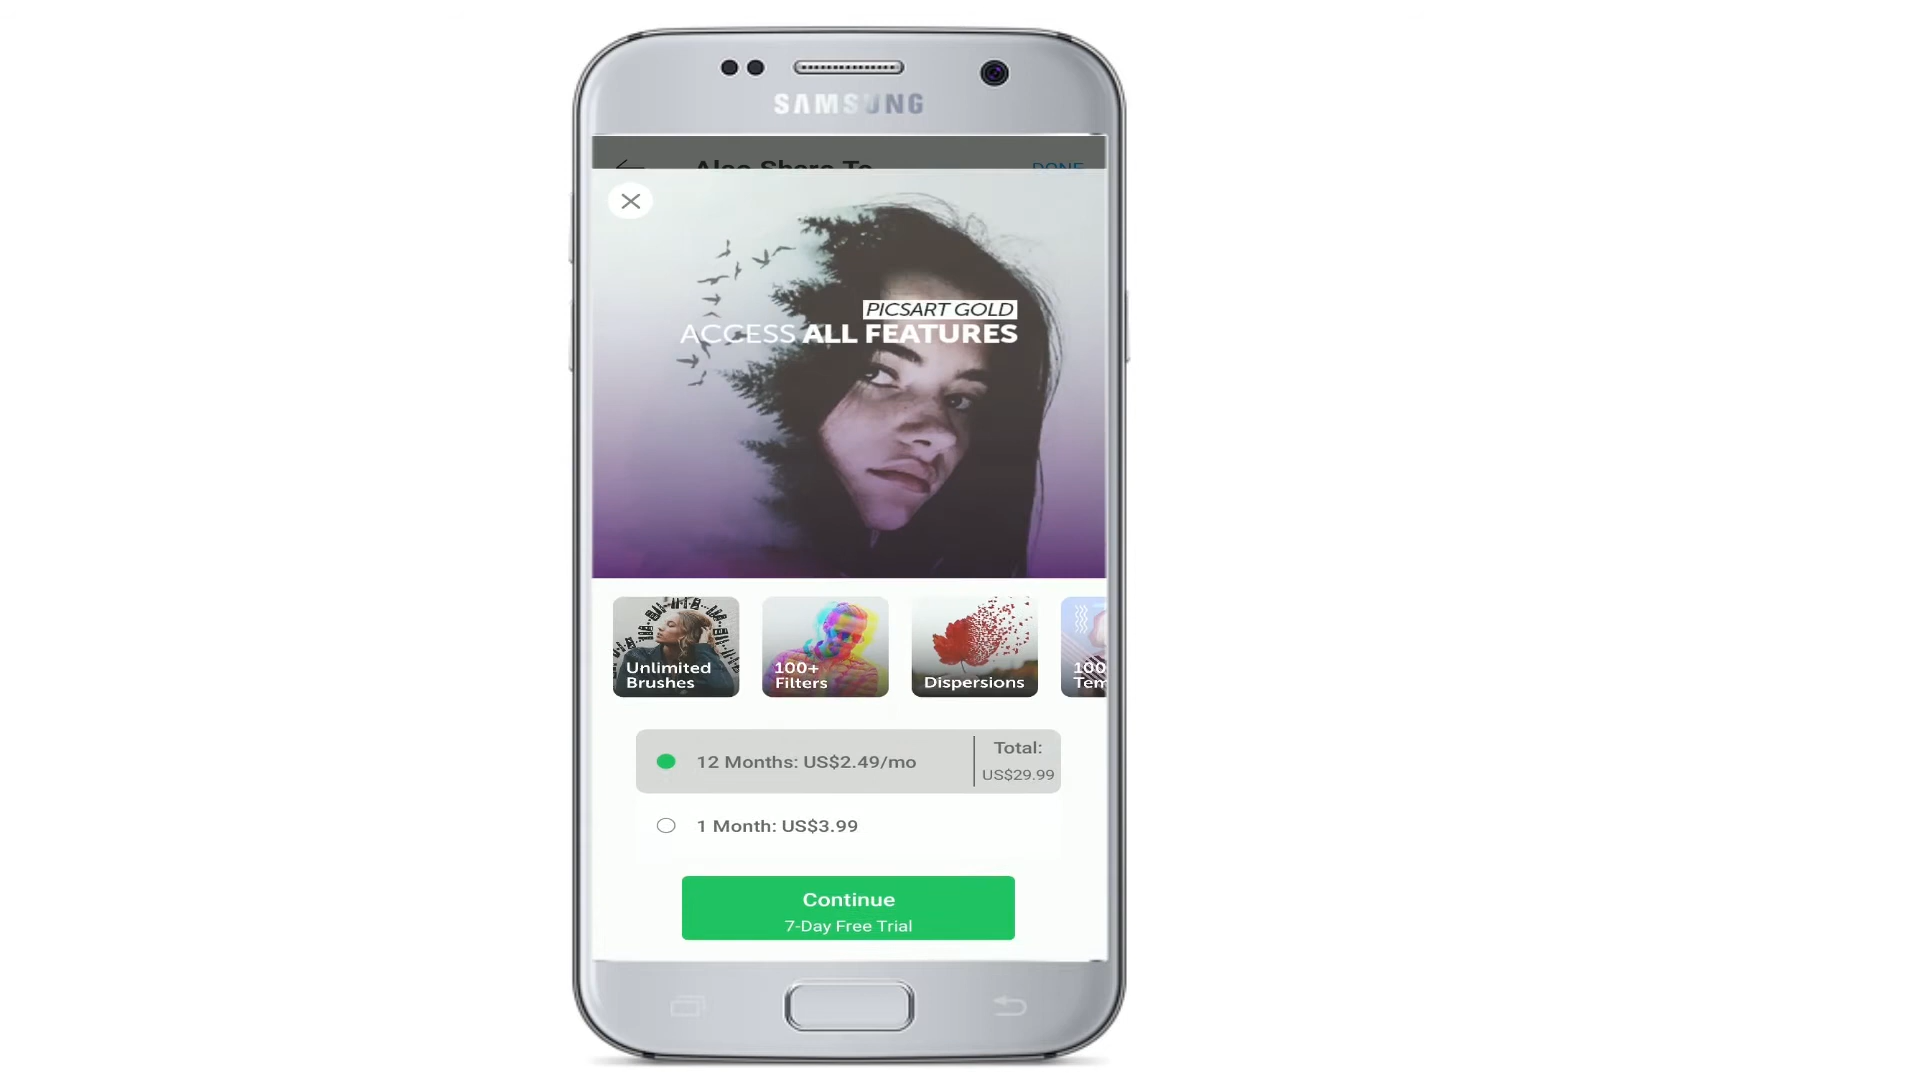 SAMSUNG
Also Share To
DONE
PICSART GOLD
ACCESS ALL FEATURES
Unlimited
Brushes
100+
Filters
Dispersions
100
Tem
12 Months: US$2.49/mo
Total:
US$29.99
1 Month: US$3.99
Continue
7-Day Free Trial